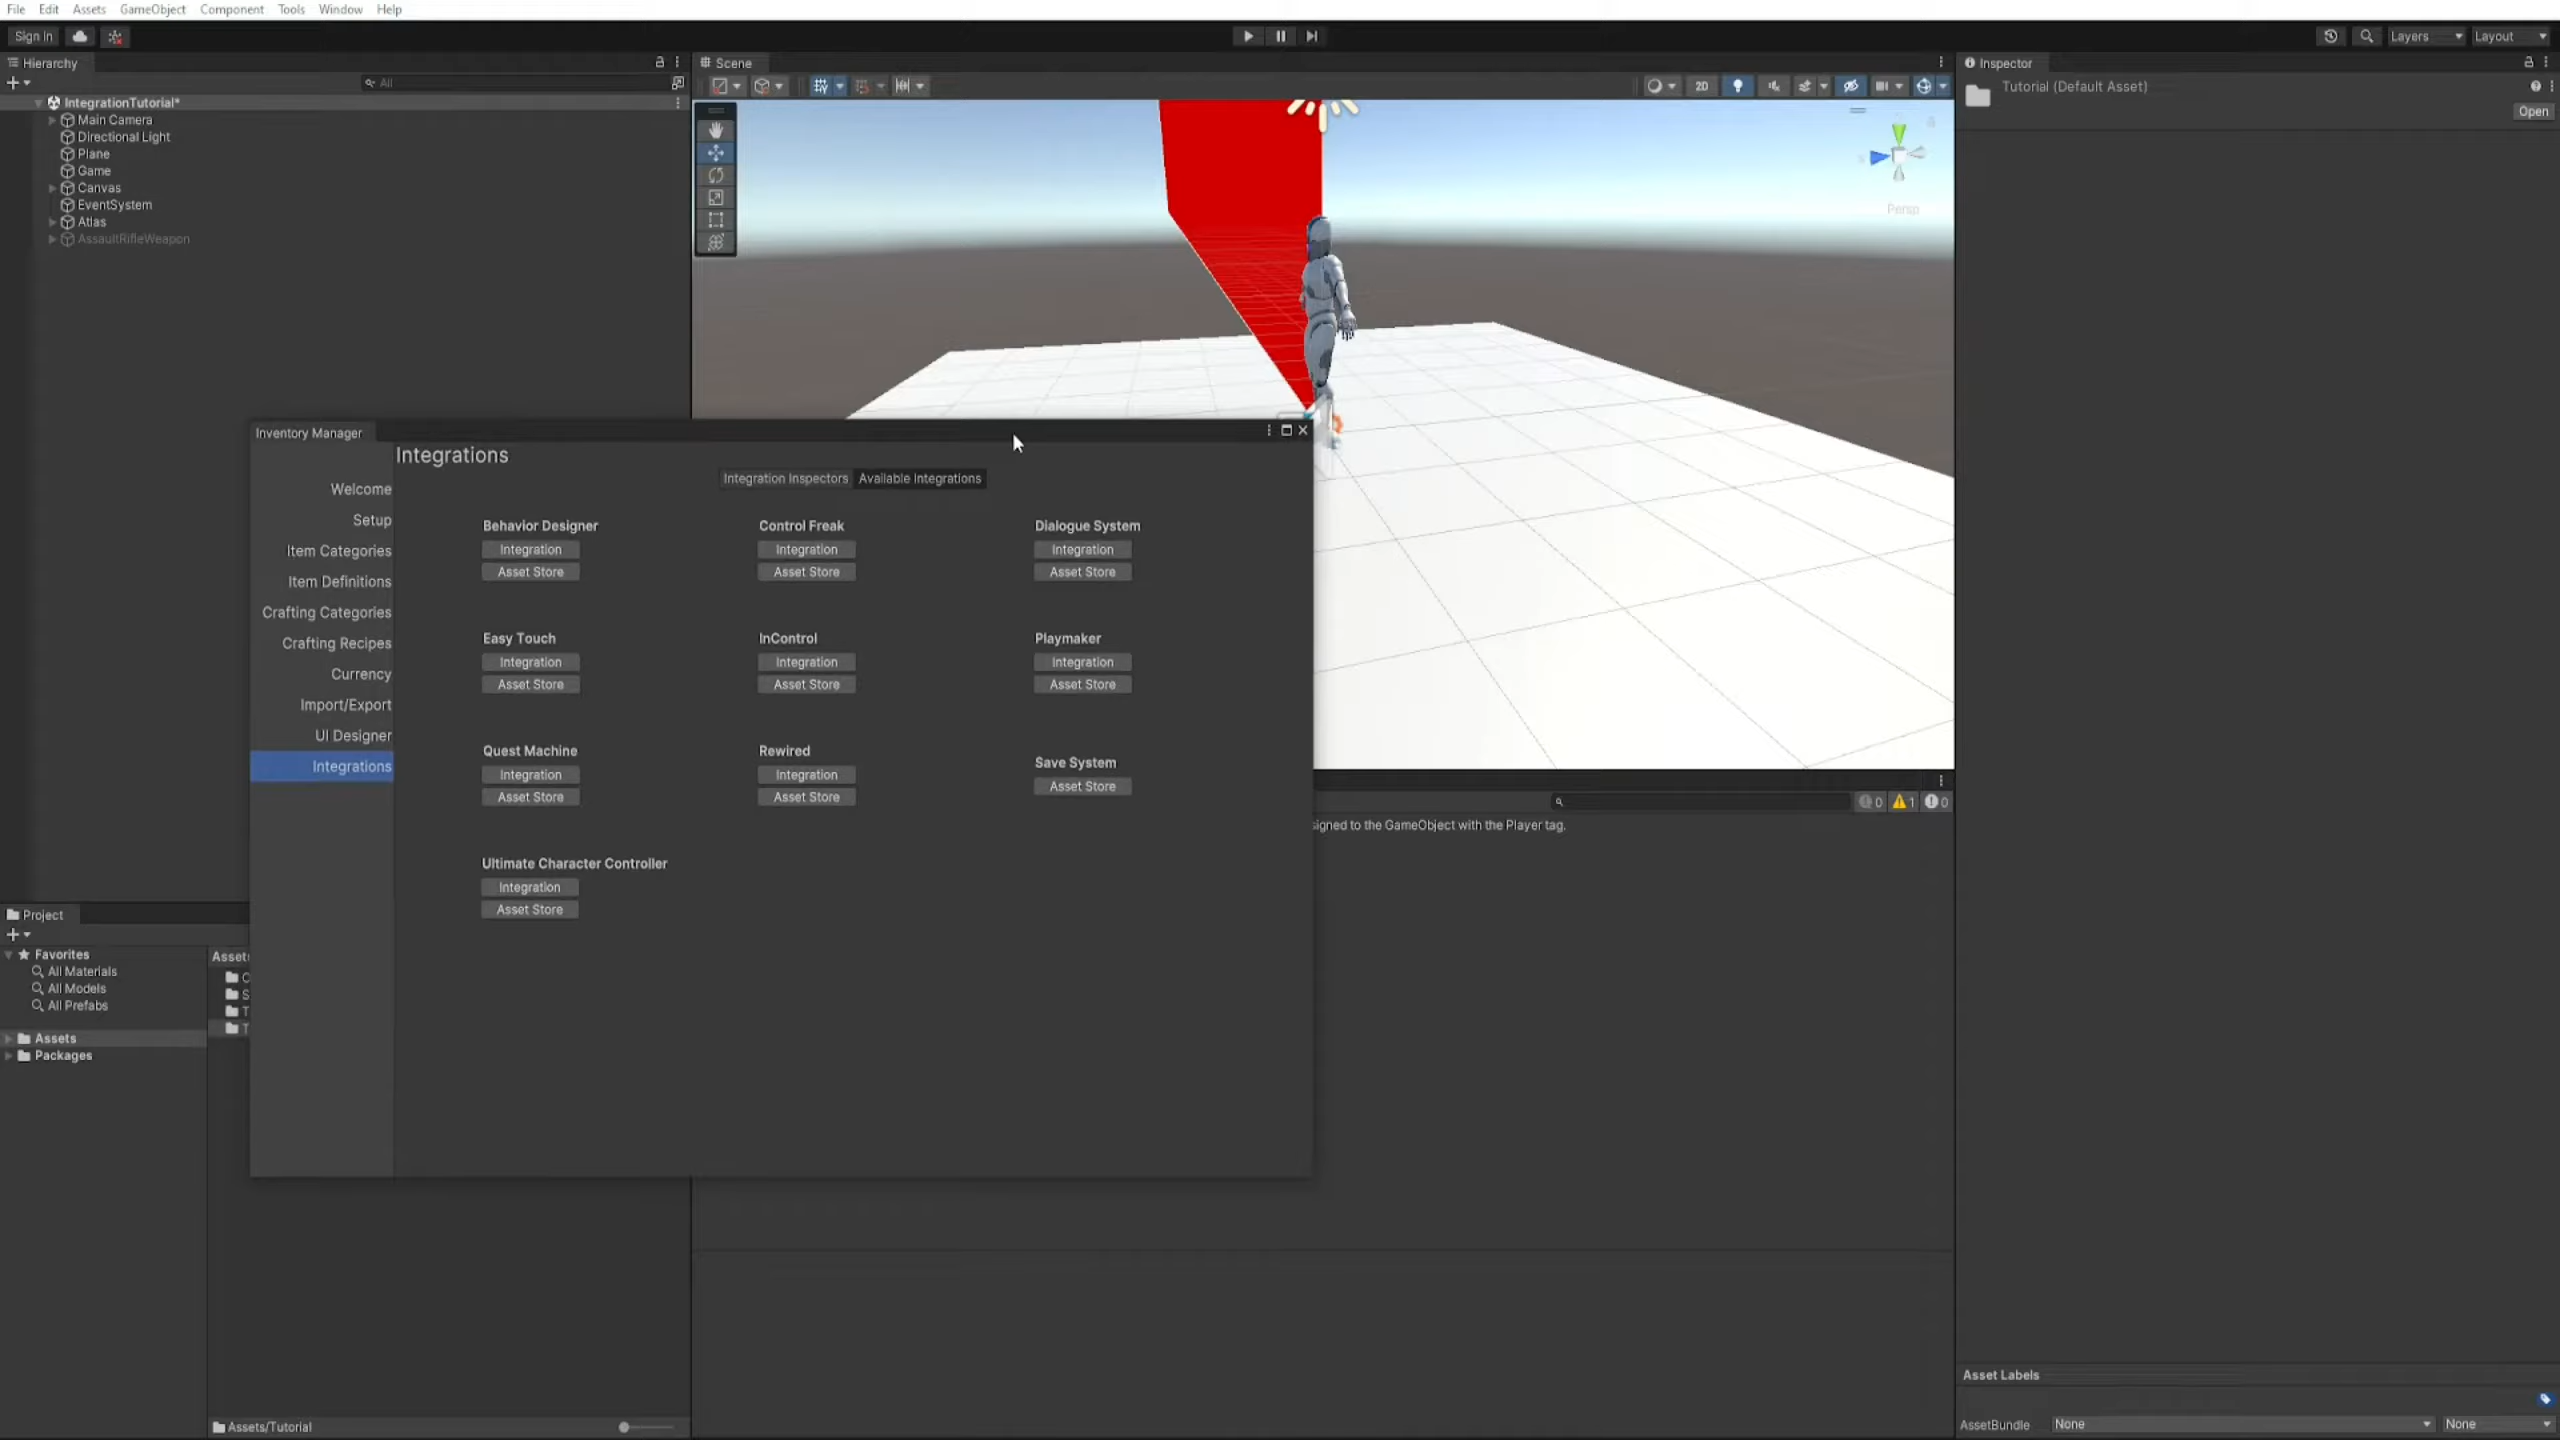 File Edit Assets GameObject Component Tools Window Help
Sign In
Layers
Layout
Hierarchy
All
IntegrationTutorial*
Main Camera
Directional Light
Plane
Game
Canvas
EventSystem
Atlas
AssaultRifleWeapon
Scene
2D
Persp
Inspector
Tutorial (Default Asset)
Open
Inventory Manager
Integrations
Integration Inspectors Available Integrations
Welcome
Setup
Item Categories
Item Definitions
Crafting Categories
Crafting Recipes
Currency
Import/Export
UI Designer
Integrations
Behavior Designer Control Freak Dialogue System
Integration Integration Integration
Asset Store Asset Store Asset Store
Easy Touch InControl Playmaker
Integration Integration Integration
Asset Store Asset Store Asset Store
Quest Machine Rewired Save System
Integration Integration Asset Store
Asset Store Asset Store
Ultimate Character Controller
Integration
Asset Store
0 1 0
signed to the GameObject with the Player tag.
Project
Favorites
All Materials
All Models
All Prefabs
Assets
Packages
Assets/Tutorial
Asset Labels
AssetBundle None None